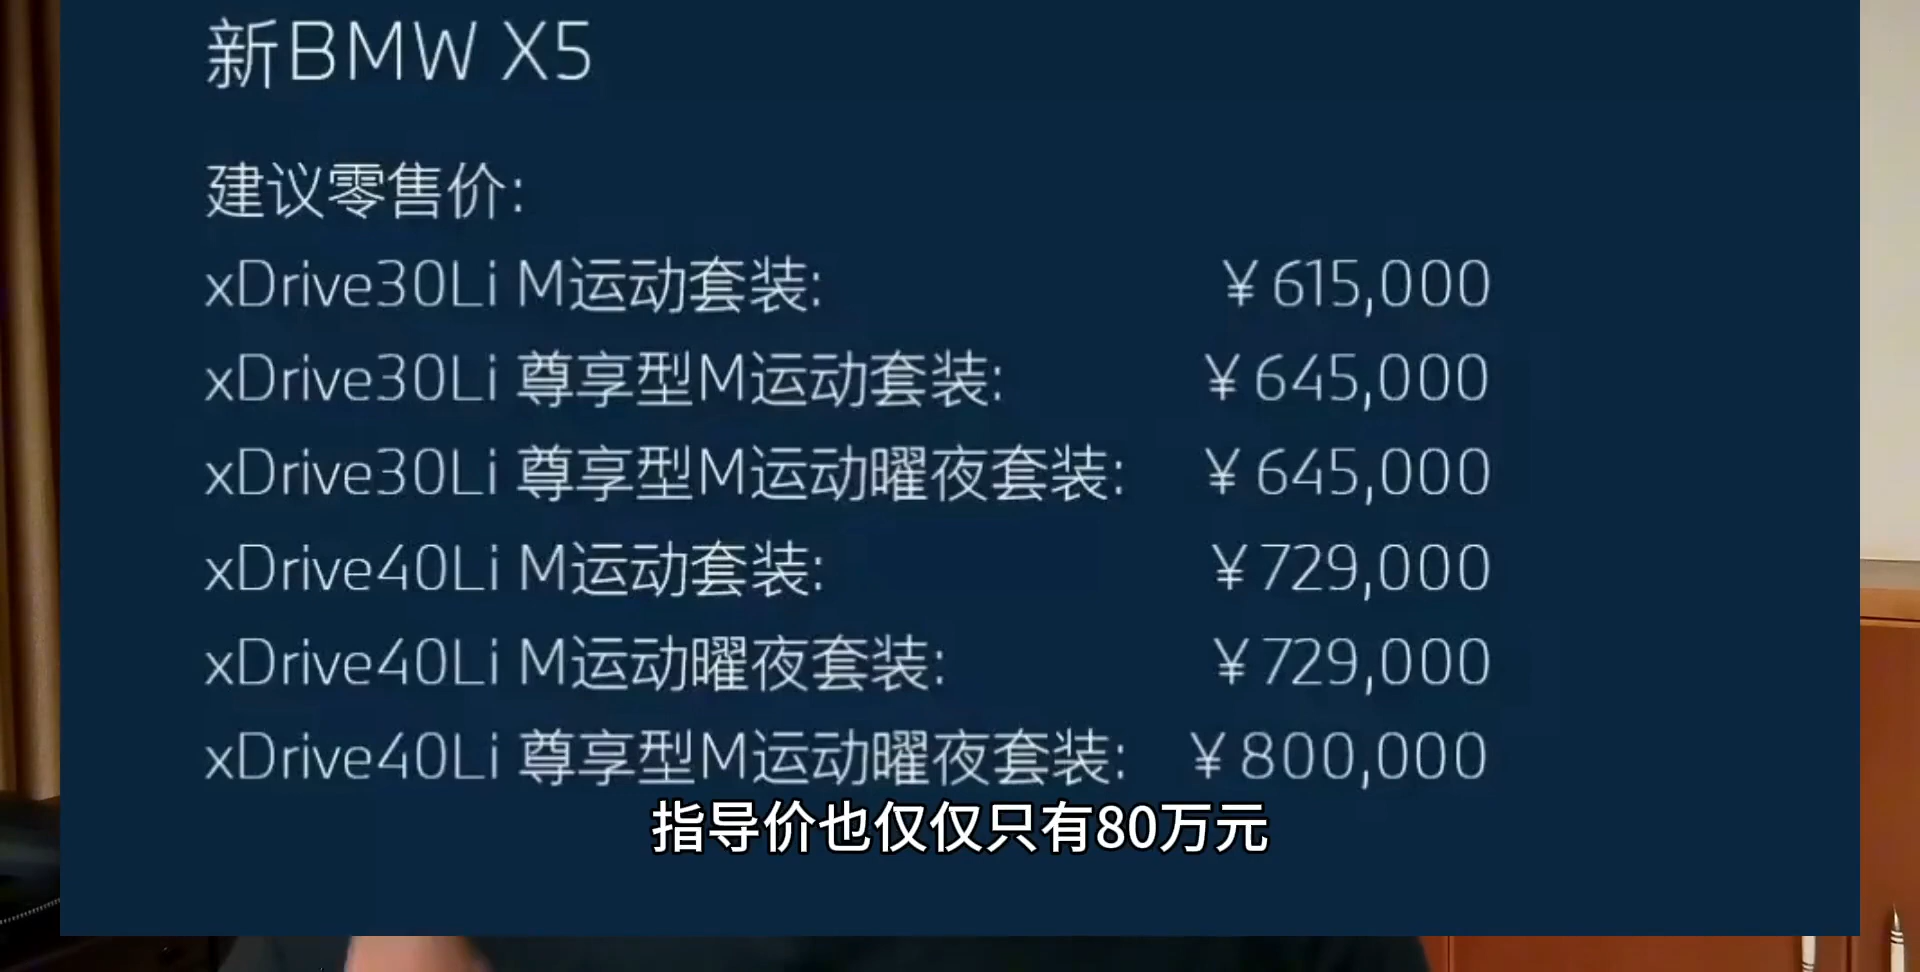 新BMW X5
建议零售价:
xDrive30Li M运动套装: ¥615,000
xDrive30Li 尊享型M运动套装: ¥645,000
xDrive30Li 尊享型M运动曜夜套装: ¥645,000
xDrive40Li M运动套装: ¥729,000
xDrive40Li M运动曜夜套装: ¥729,000
xDrive40Li 尊享型M运动曜夜套装: ¥800,000
指导价也仅仅只有80万元